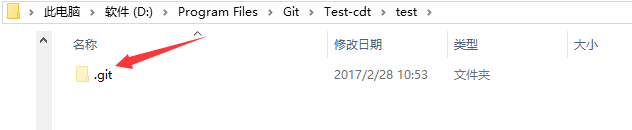 此电脑 > 软件 (D:) > Program Files > Git > Test-cdt > test >
名称 修改日期 类型 大小
.git 2017/2/28 10:53 文件夹